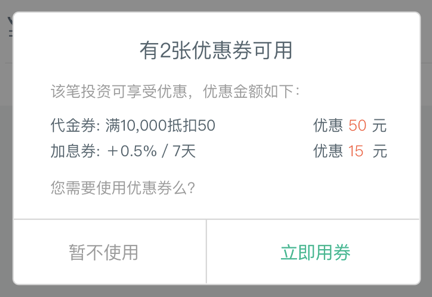 有2张优惠券可用
该笔投资可享受优惠，优惠金额如下：
代金券: 满10,000抵扣50 优惠 50 元
加息券: +0.5% / 7天 优惠 15 元
您需要使用优惠券么?
暂不使用 立即用券